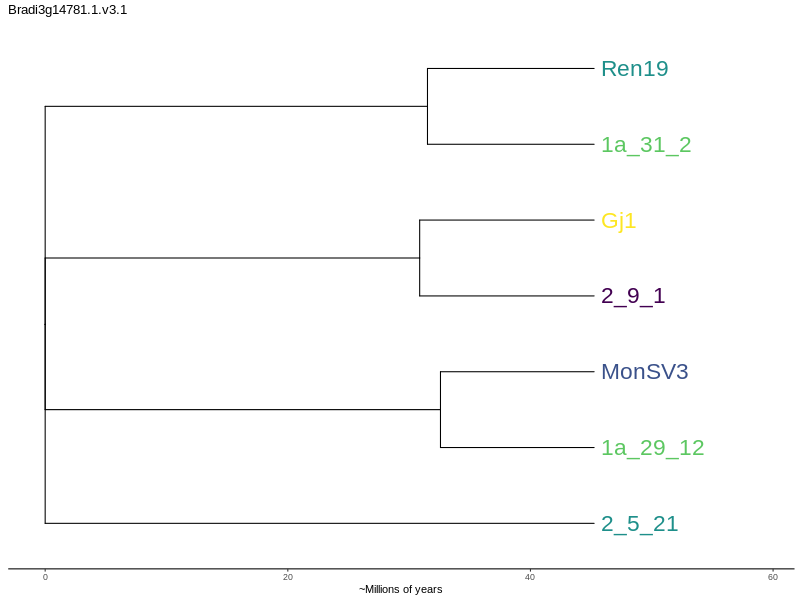 Bradi3g14781.1.v3.1
Ren19
1a_31_2
Gj1
2_9_1
MonSV3
1a_29_12
2_5_21
0 20 40 60
~Millions of years